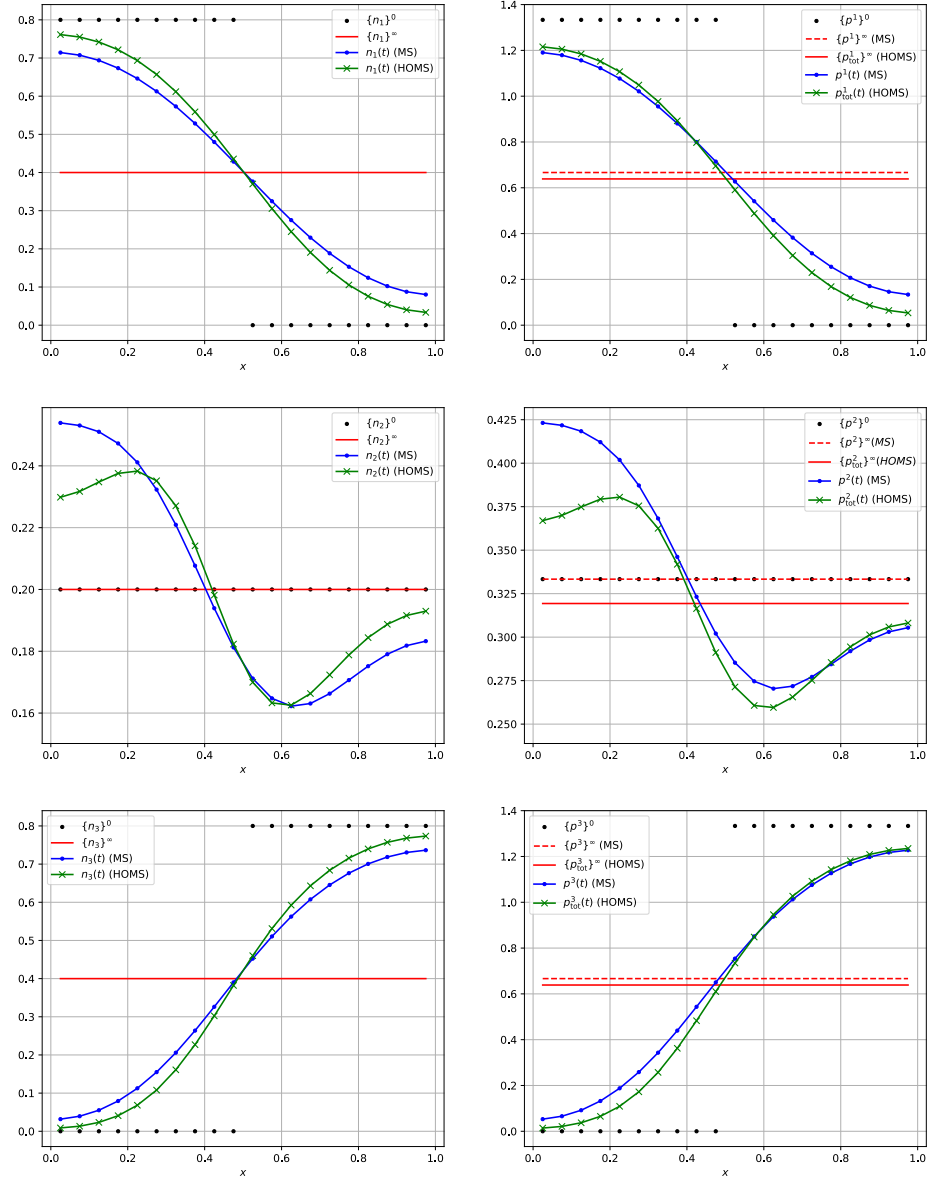 0.8
0.7
0.6
0.5
0.4
0.3
0.2
0.1
0.0
{n₁}⁰
{n₁}^∞
n₁(t) (MS)
n₁(t) (HOMS)
0.0 0.2 0.4 0.6 0.8 1.0
x
1.4
1.2
1.0
0.8
0.6
0.4
0.2
0.0
{p¹}⁰
{p¹}^∞ (MS)
{p¹_tot}^∞ (HOMS)
p¹(t) (MS)
p¹_tot(t) (HOMS)
0.0 0.2 0.4 0.6 0.8 1.0
x
0.24
0.22
0.20
0.18
0.16
{n₂}⁰
{n₂}^∞
n₂(t) (MS)
n₂(t) (HOMS)
0.0 0.2 0.4 0.6 0.8 1.0
x
0.425
0.400
0.375
0.350
0.325
0.300
0.275
0.250
{p²}⁰
{p²}^∞(MS)
{p²_tot}^∞(HOMS)
p²(t) (MS)
p²_tot(t) (HOMS)
0.0 0.2 0.4 0.6 0.8 1.0
x
0.8
0.7
0.6
0.5
0.4
0.3
0.2
0.1
0.0
{n₃}⁰
{n₃}^∞
n₃(t) (MS)
n₃(t) (HOMS)
0.0 0.2 0.4 0.6 0.8 1.0
x
1.4
1.2
1.0
0.8
0.6
0.4
0.2
0.0
{p³}⁰
{p³}^∞ (MS)
{p³_tot}^∞ (HOMS)
p³(t) (MS)
p³_tot(t) (HOMS)
0.0 0.2 0.4 0.6 0.8 1.0
x